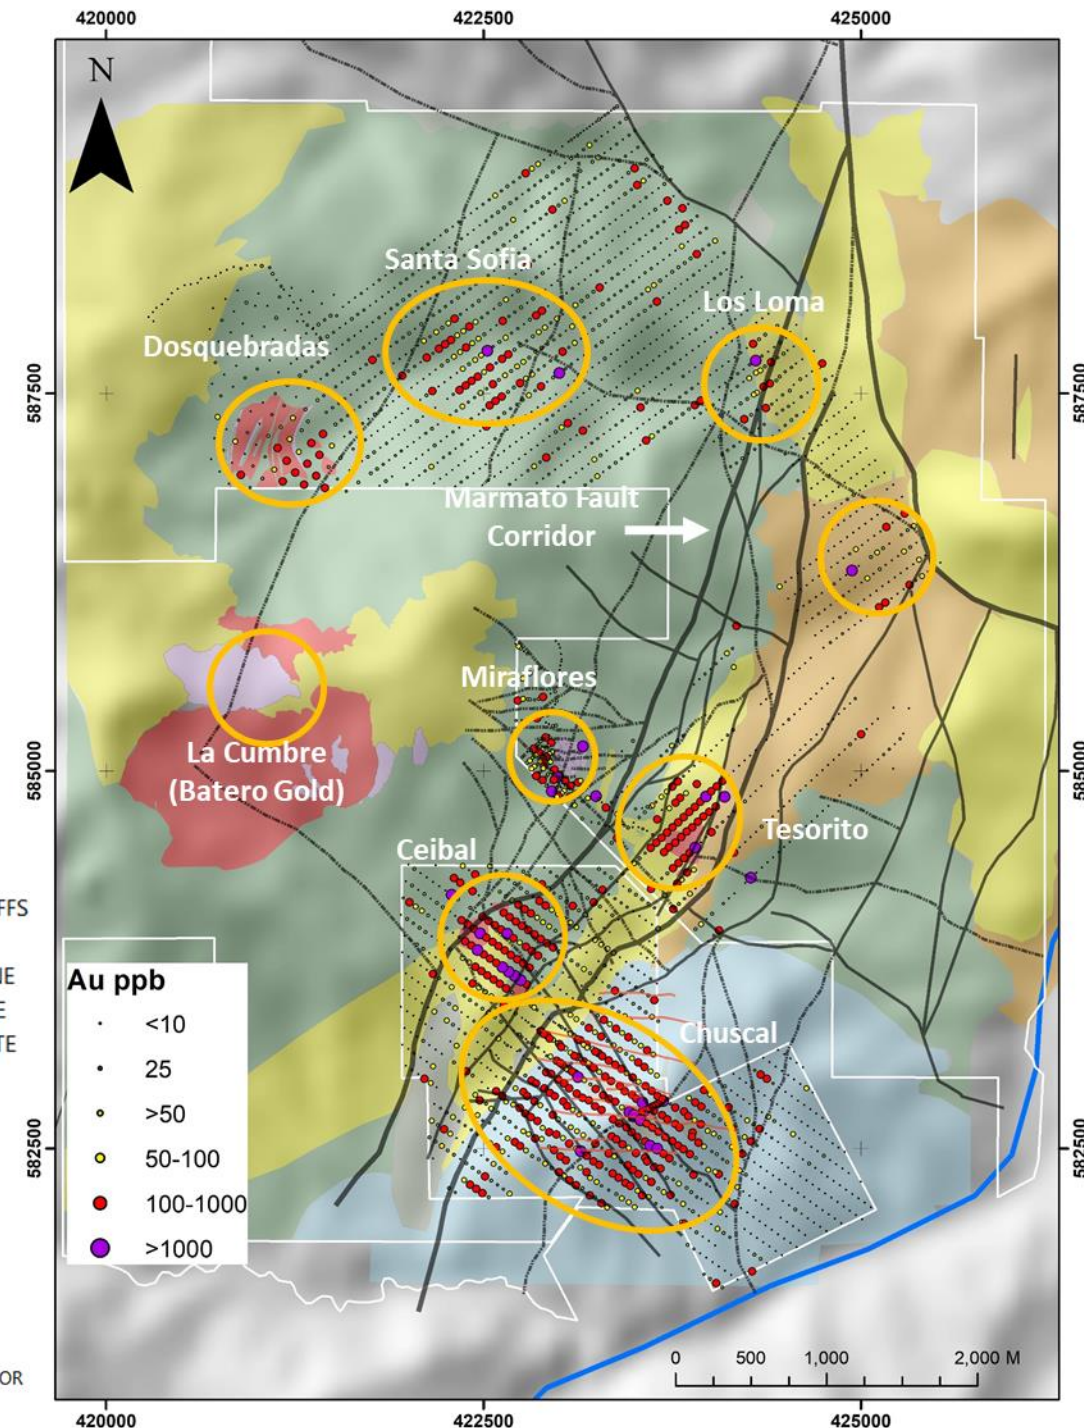 420000 422500 425000
N
Santa Sofia
Los Loma
Dosquebradas
587500
587500
Marmato Fault
Corridor
Miraflores
La Cumbre
(Batero Gold)
585000
585000
Tesorito
Ceibal
FFS
NE
E
TE
Au ppb
<10
25
>50
50-100
100-1000
>1000
Chuscal
582500
582500
OR
0 500 1,000 2,000 M
420000 422500 425000